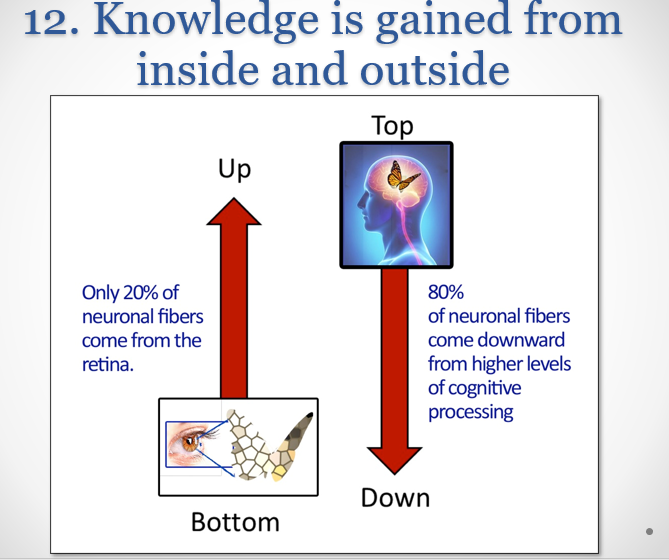 12. Knowledge is gained from
inside and outside
Up
Only 20% of
neuronal fibers
come from the
retina.
Bottom
Top
80%
of neuronal fibers
come downward
from higher levels
of cognitive
processing
Down